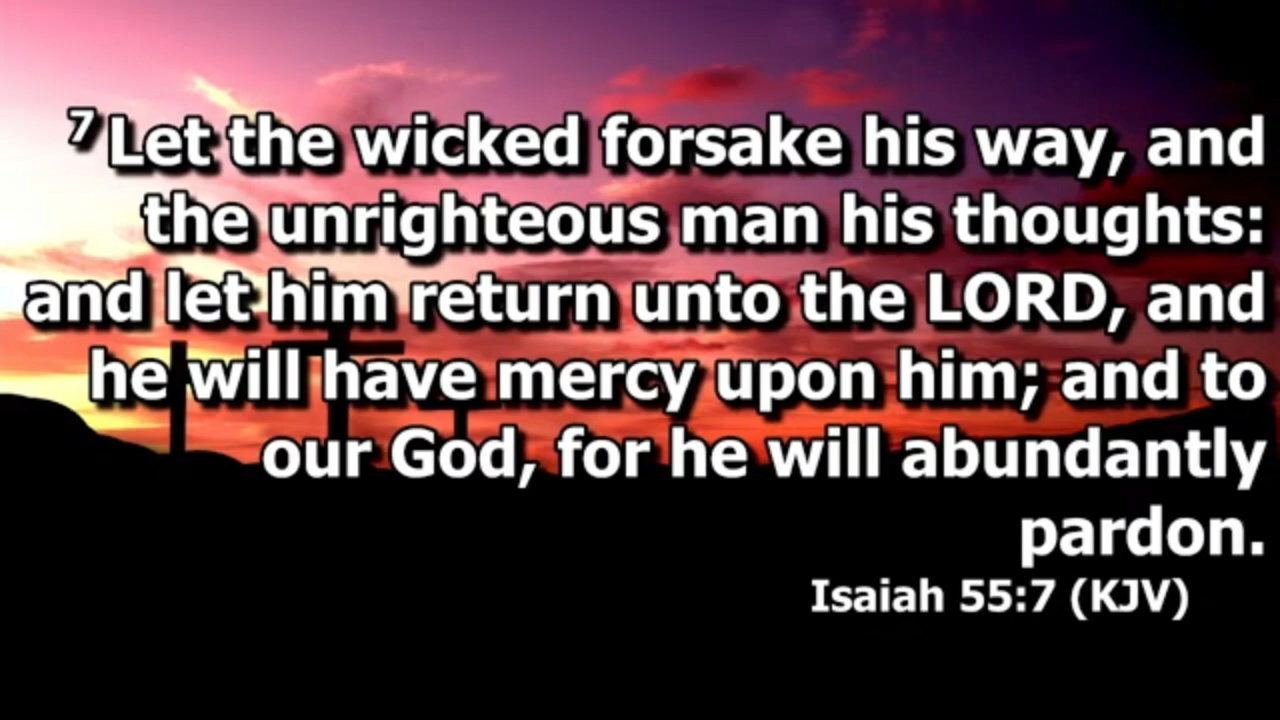 7 Let the wicked forsake his way, and
the unrighteous man his thoughts:
and let him return unto the LORD, and
he will have mercy upon him; and to
our God, for he will abundantly
pardon.
Isaiah 55:7 (KJV)